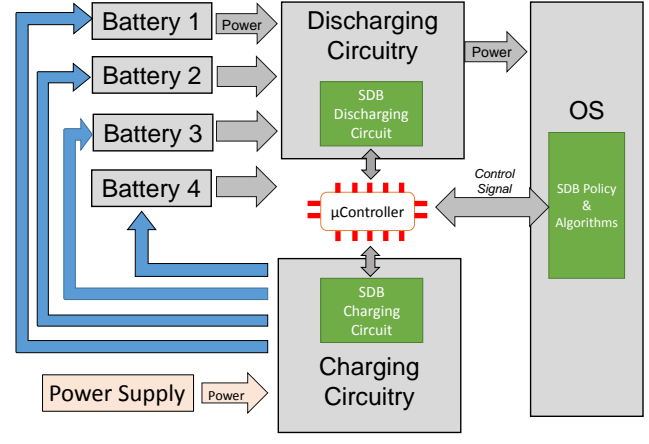 Battery 1
Power
Battery 2
Battery 3
Battery 4
Discharging
Circuitry
SDB
Discharging
Circuit
Power
OS
SDB Policy
&
Algorithms
Control
Signal
µController
SDB
Charging
Circuit
Charging
Circuitry
Power Supply
Power